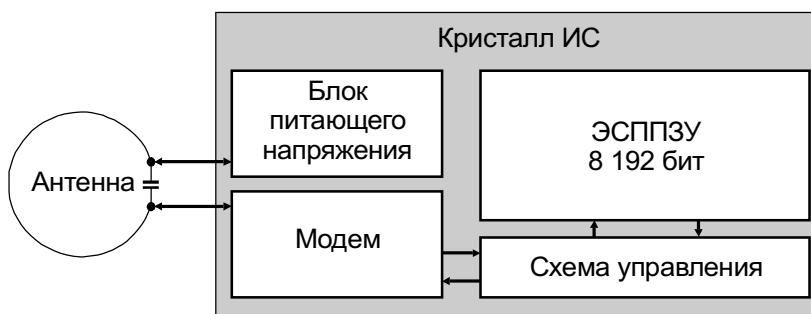 Кристалл ИС
Блок
питающего
напряжения
ЭСППЗУ
8 192 бит
Антенна
Модем
Схема управления